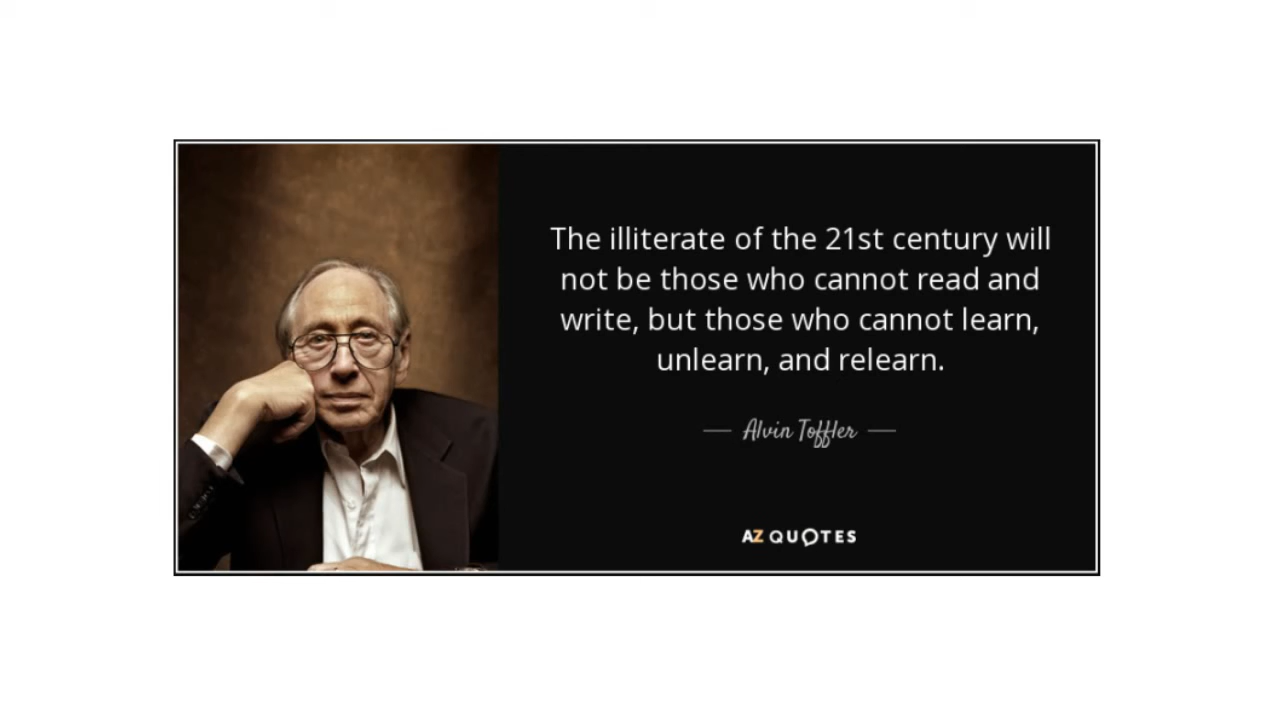 The illiterate of the 21st century will
not be those who cannot read and
write, but those who cannot learn,
unlearn, and relearn.
Alvin Toffler
AZ QUOTES